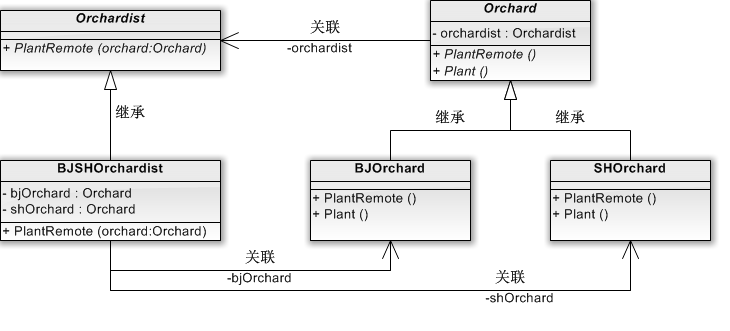 Orchardist
+ PlantRemote (orchard:Orchard)
关联
-orchardist
Orchard
- orchardist : Orchardist
+ PlantRemote ()
+ Plant ()
继承
继承
继承
BJSHOrchardist
- bjOrchard : Orchard
- shOrchard : Orchard
+ PlantRemote (orchard:Orchard)
BJOrchard
+ PlantRemote ()
+ Plant ()
SHOrchard
+ PlantRemote ()
+ Plant ()
关联
-bjOrchard
关联
-shOrchard